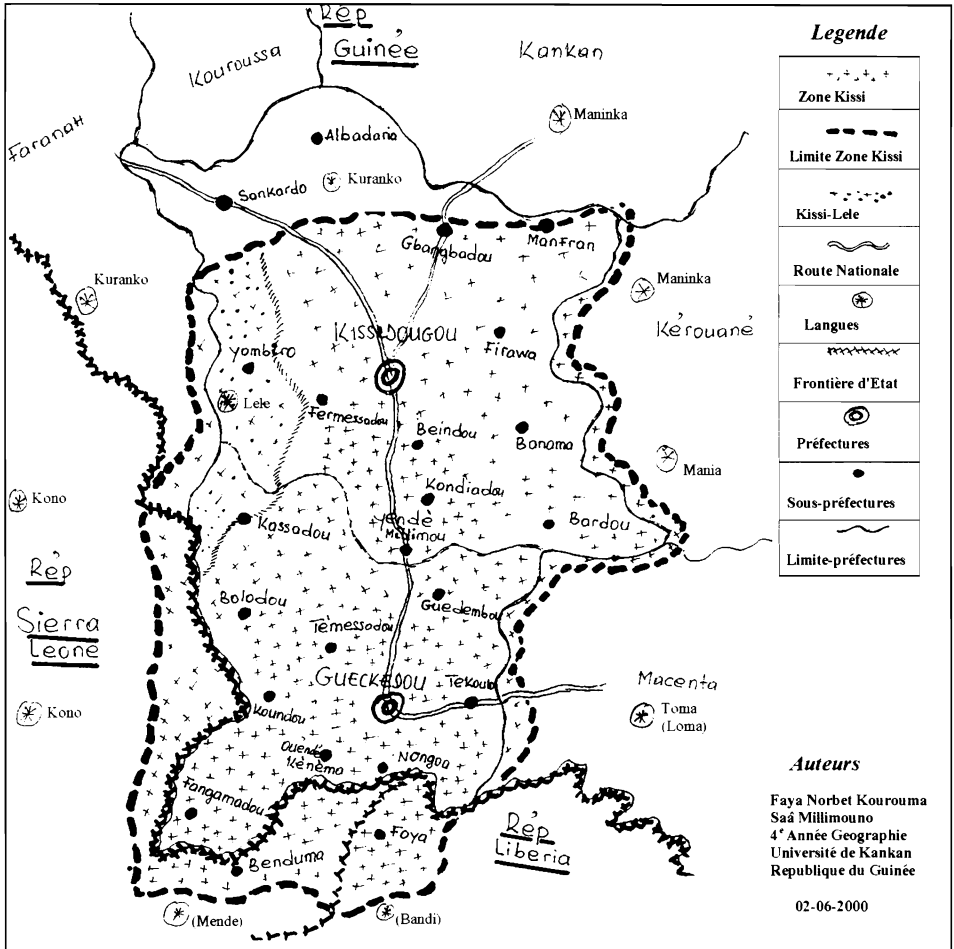 Rép
Guinée
Kankan
Kouroussa
Faranah
Maninka
Albadaria
Kuranko
Sankardo
Gbangbadou
Manfran
Kuranko
Maninka
Kérouané
KISSIDOUGOU
Firawa
Yombiro
Lele
Fermessadou
Beindou
Banama
Mania
Kono
Kondiadou
Kassadou
Yendè
Millimou
Bardou
Rép
Sierra
Leone
Bolodou
Guedembou
Tèmessadou
GUECKEDOU
Tekoulo
Macenta
Kono
Koundou
Toma
(Loma)
Ouendé
Kènèma
Nongoa
Fangamadou
Foya
Rép
Liberia
Benduma
(Mende)
(Bandi)
Legende
Zone Kissi
Limite Zone Kissi
Kissi-Lele
Route Nationale
Langues
Frontière d'Etat
Préfectures
Sous-préfectures
Limite-préfectures
Auteurs
Faya Norbet Kourouma
Saá Millimouno
4e Année Geographie
Université de Kankan
Republique du Guinée
02-06-2000